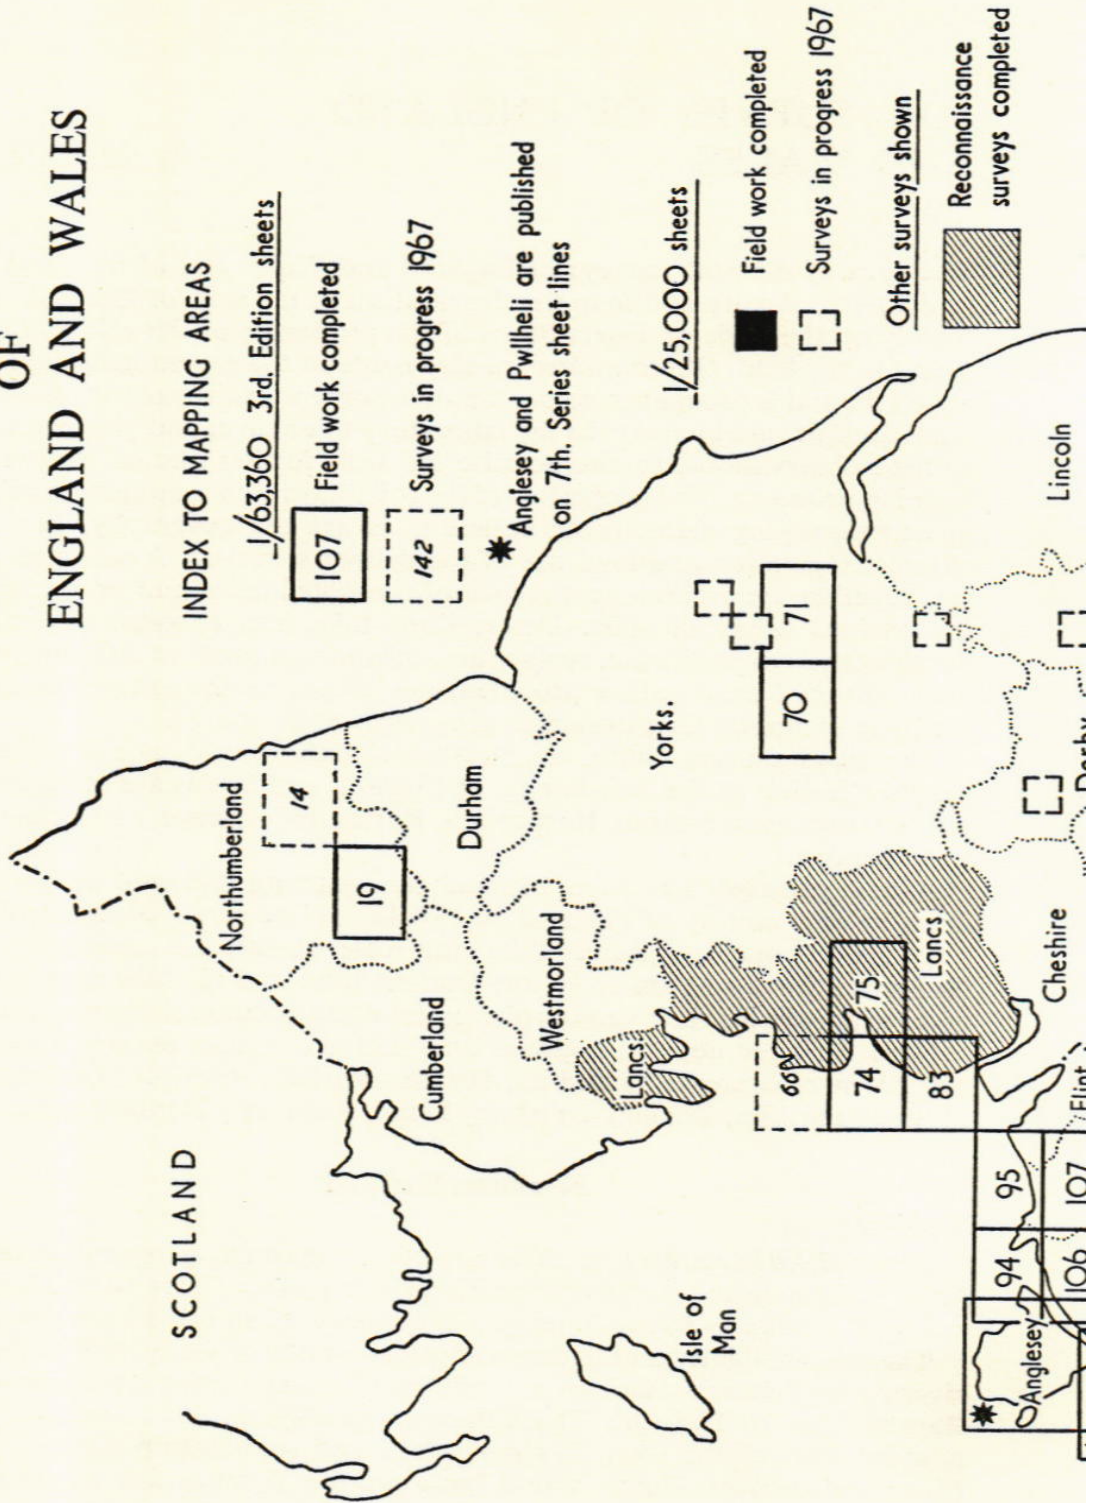 OF
ENGLAND AND WALES
INDEX TO MAPPING AREAS
1/63,360 3rd. Edition sheets
107 Field work completed
142 Surveys in progress 1967
Anglesey and Pwllheli are published
on 7th. Series sheet lines
1/25,000 sheets
Field work completed
Surveys in progress 1967
Other surveys shown
Reconnaissance
surveys completed
SCOTLAND
Northumberland
14
19
Cumberland
Durham
Westmorland
Lancs.
Yorks.
Isle of
Man
66
70
71
74
75
83
Lancs
94
95
Anglesey
106
107
Flint
Cheshire
Derby
Lincoln